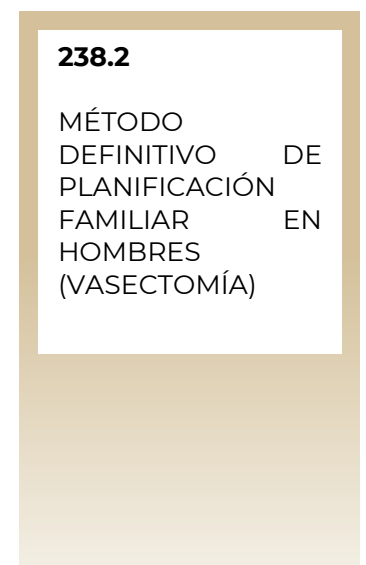 238.2
MÉTODO
DEFINITIVO DE
PLANIFICACIÓN
FAMILIAR EN
HOMBRES
(VASECTOMÍA)